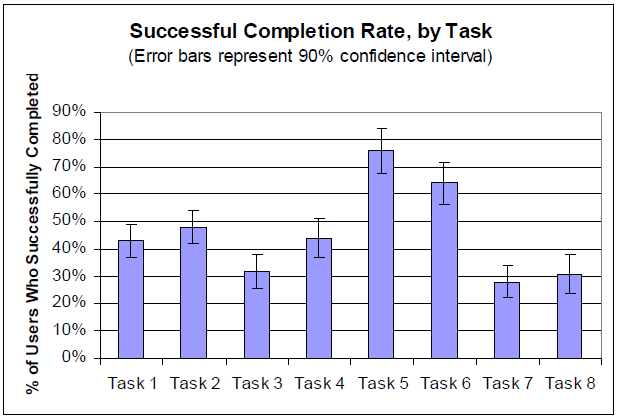 Successful Completion Rate, by Task
(Error bars represent 90% confidence interval)
% of Users Who Successfully Completed
90%
80%
70%
60%
50%
40%
30%
20%
10%
0%
Task 1 Task 2 Task 3 Task 4 Task 5 Task 6 Task 7 Task 8